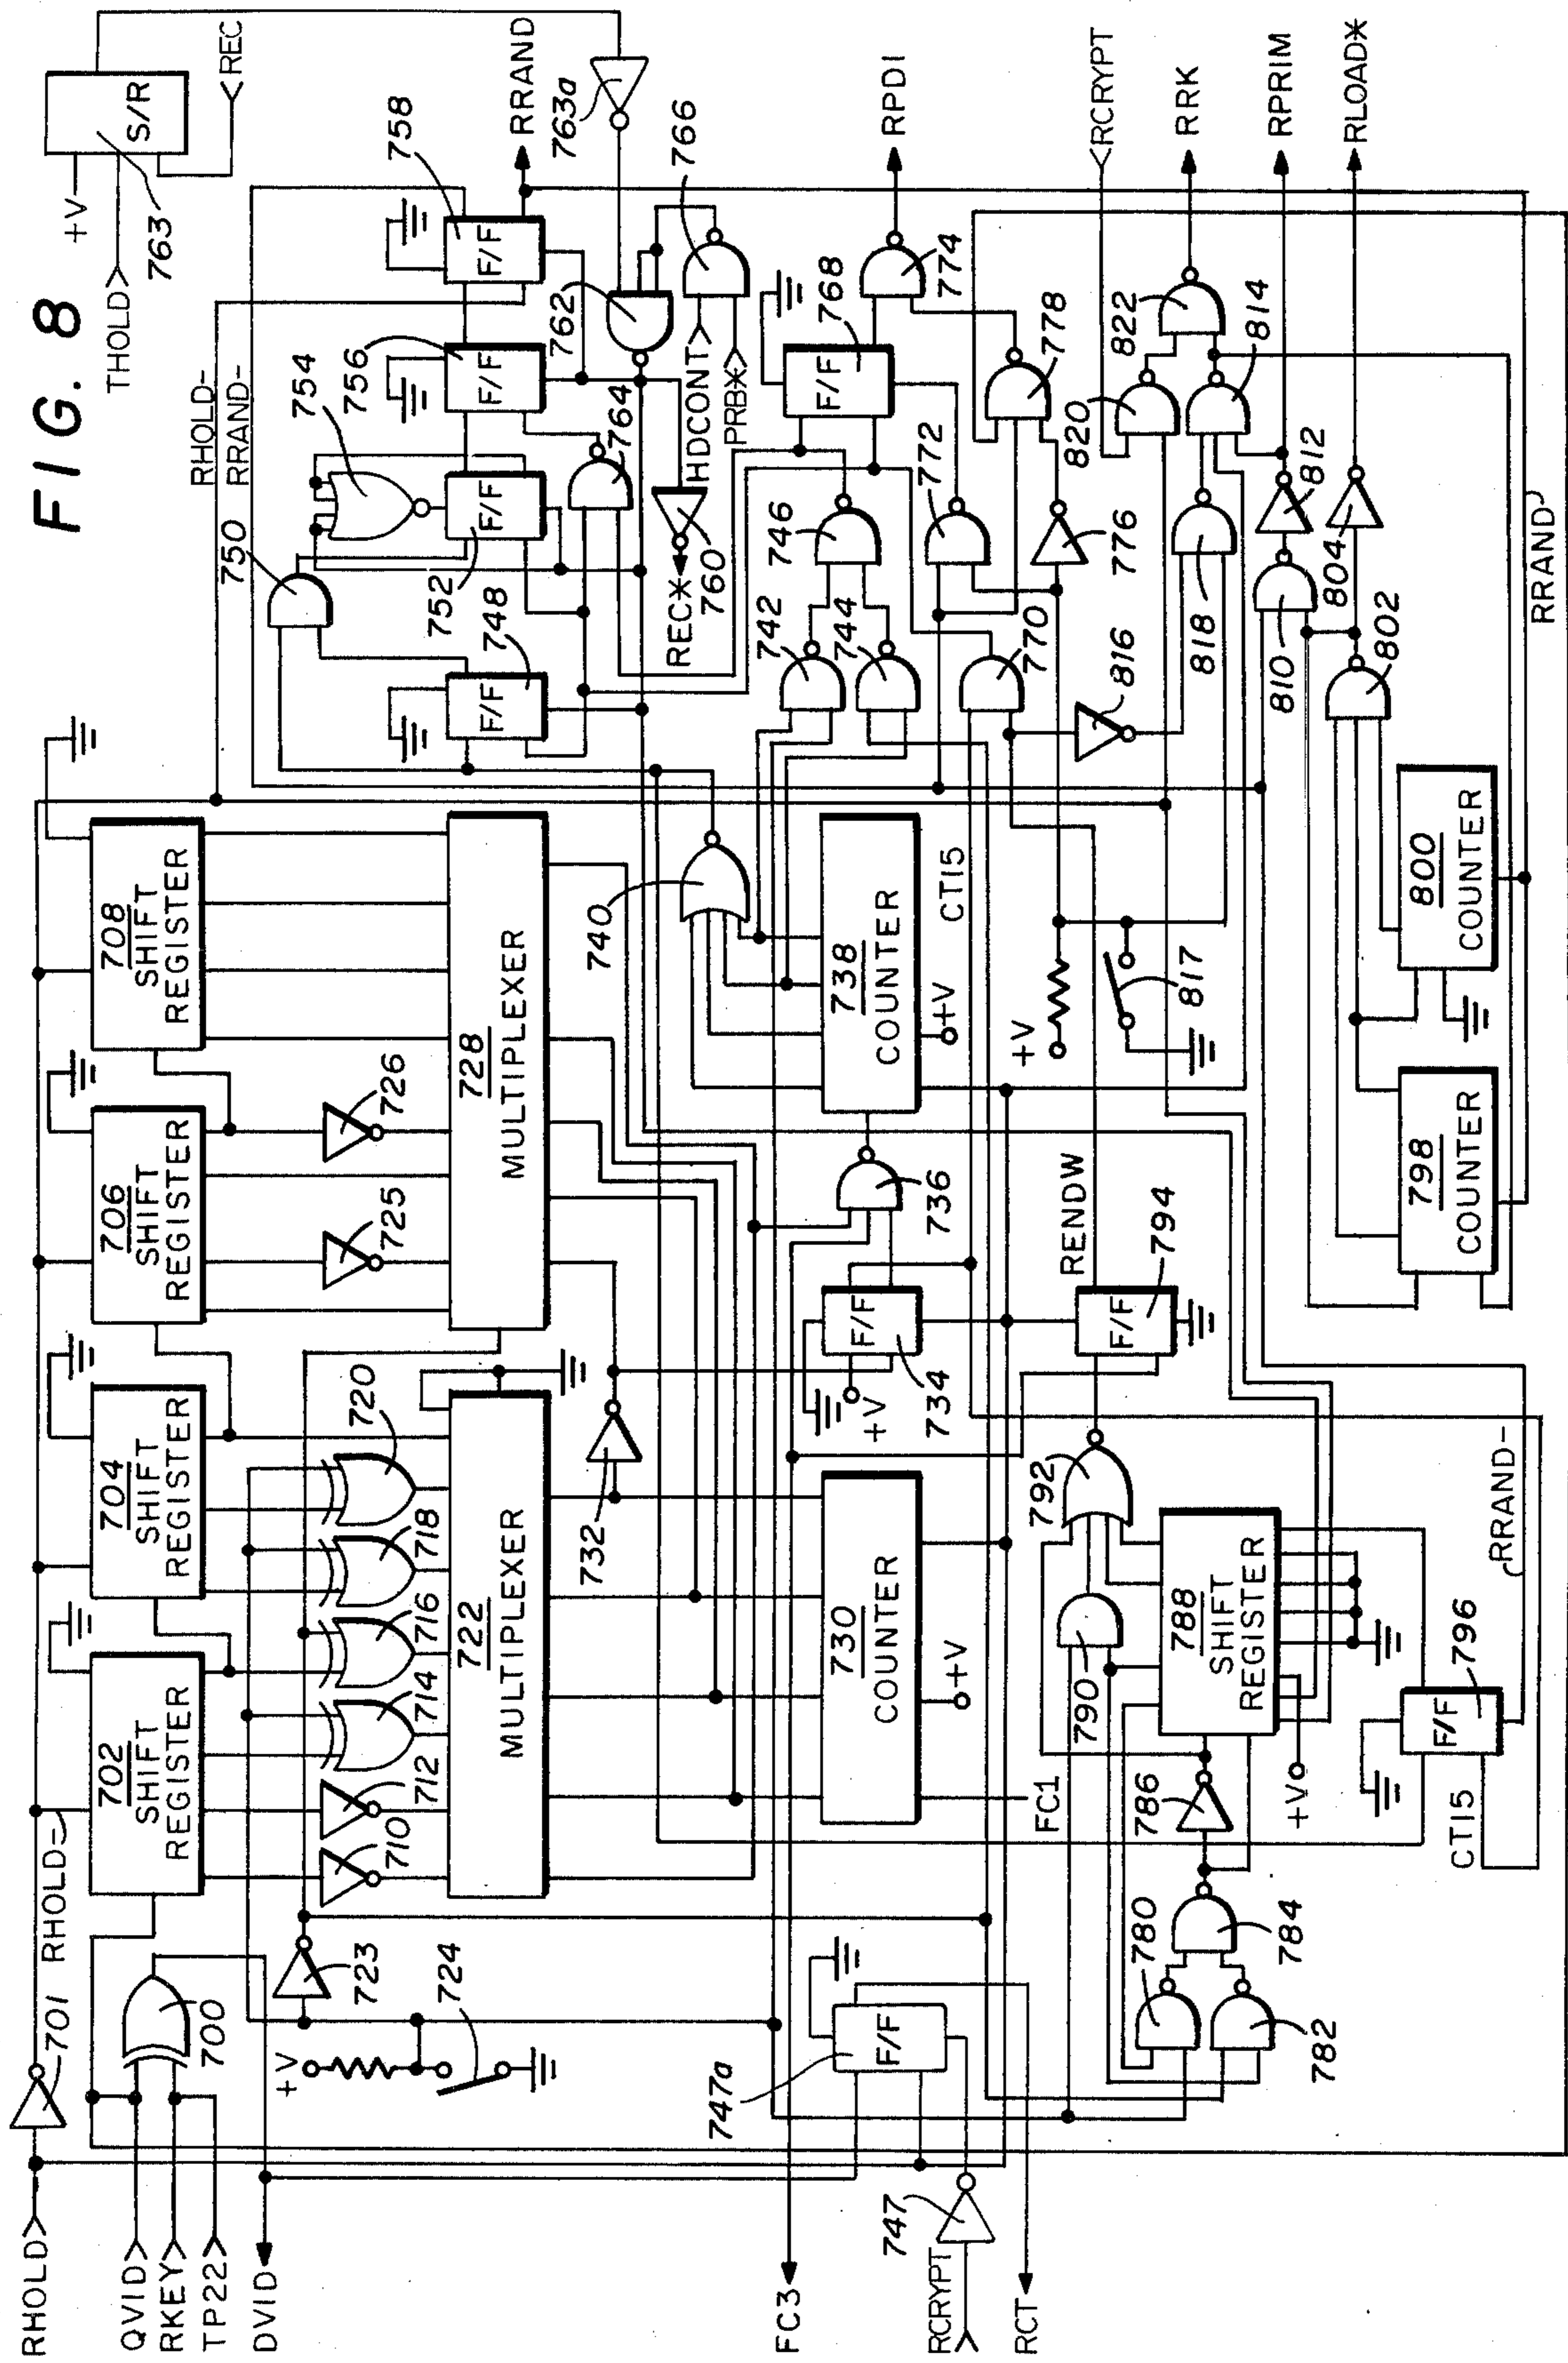 FIG. 8
RHOLD
701
RHOLD-
QVID
RKEY
TP22
DVID
700
702
SHIFT
REGISTER
704
SHIFT
REGISTER
706
SHIFT
REGISTER
708
SHIFT
REGISTER
RHOLD-
RRAND-
THOLD
+V
763
S/R
REC
750
754
756
758
RRAND
763a
F/F
F/F
F/F
F/F
752
748
762
764
766
HDCONT
PRB*
REC*
760
710
712
714
716
718
720
725
726
723
724
+V
722
MULTIPLEXER
728
MULTIPLEXER
732
740
742
744
746
768
F/F
774
RPDI
772
778
770
776
730
COUNTER
+V
FC1
734
F/F
+V
736
738
COUNTER
+V
CT15
747a
F/F
FC3
747
RCRYPT
RCT
RENDW
794
F/F
792
790
788
SHIFT
REGISTER
+V
786
780
782
784
796
F/F
CT15
RRAND-
+V
817
816
818
820
822
814
RCRYPT
RRK
810
812
RPRIM
804
RLOAD*
802
798
COUNTER
800
COUNTER
RRAND